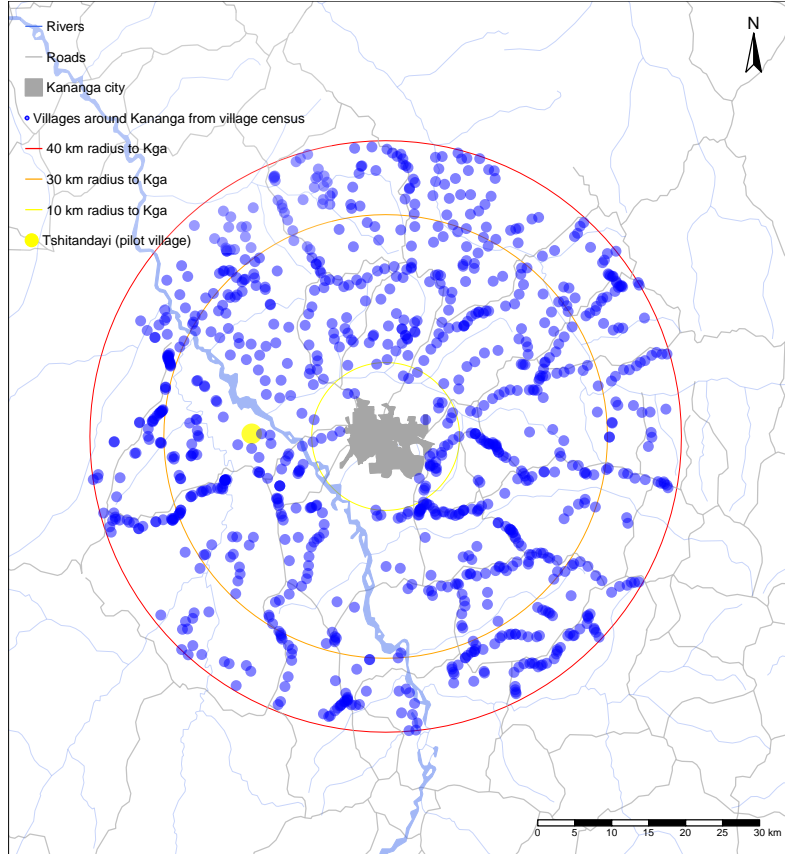 Rivers
Roads
Kananga city
Villages around Kananga from village census
40 km radius to Kga
30 km radius to Kga
10 km radius to Kga
Tshitandayi (pilot village)
N
0 5 10 15 20 25 30 km